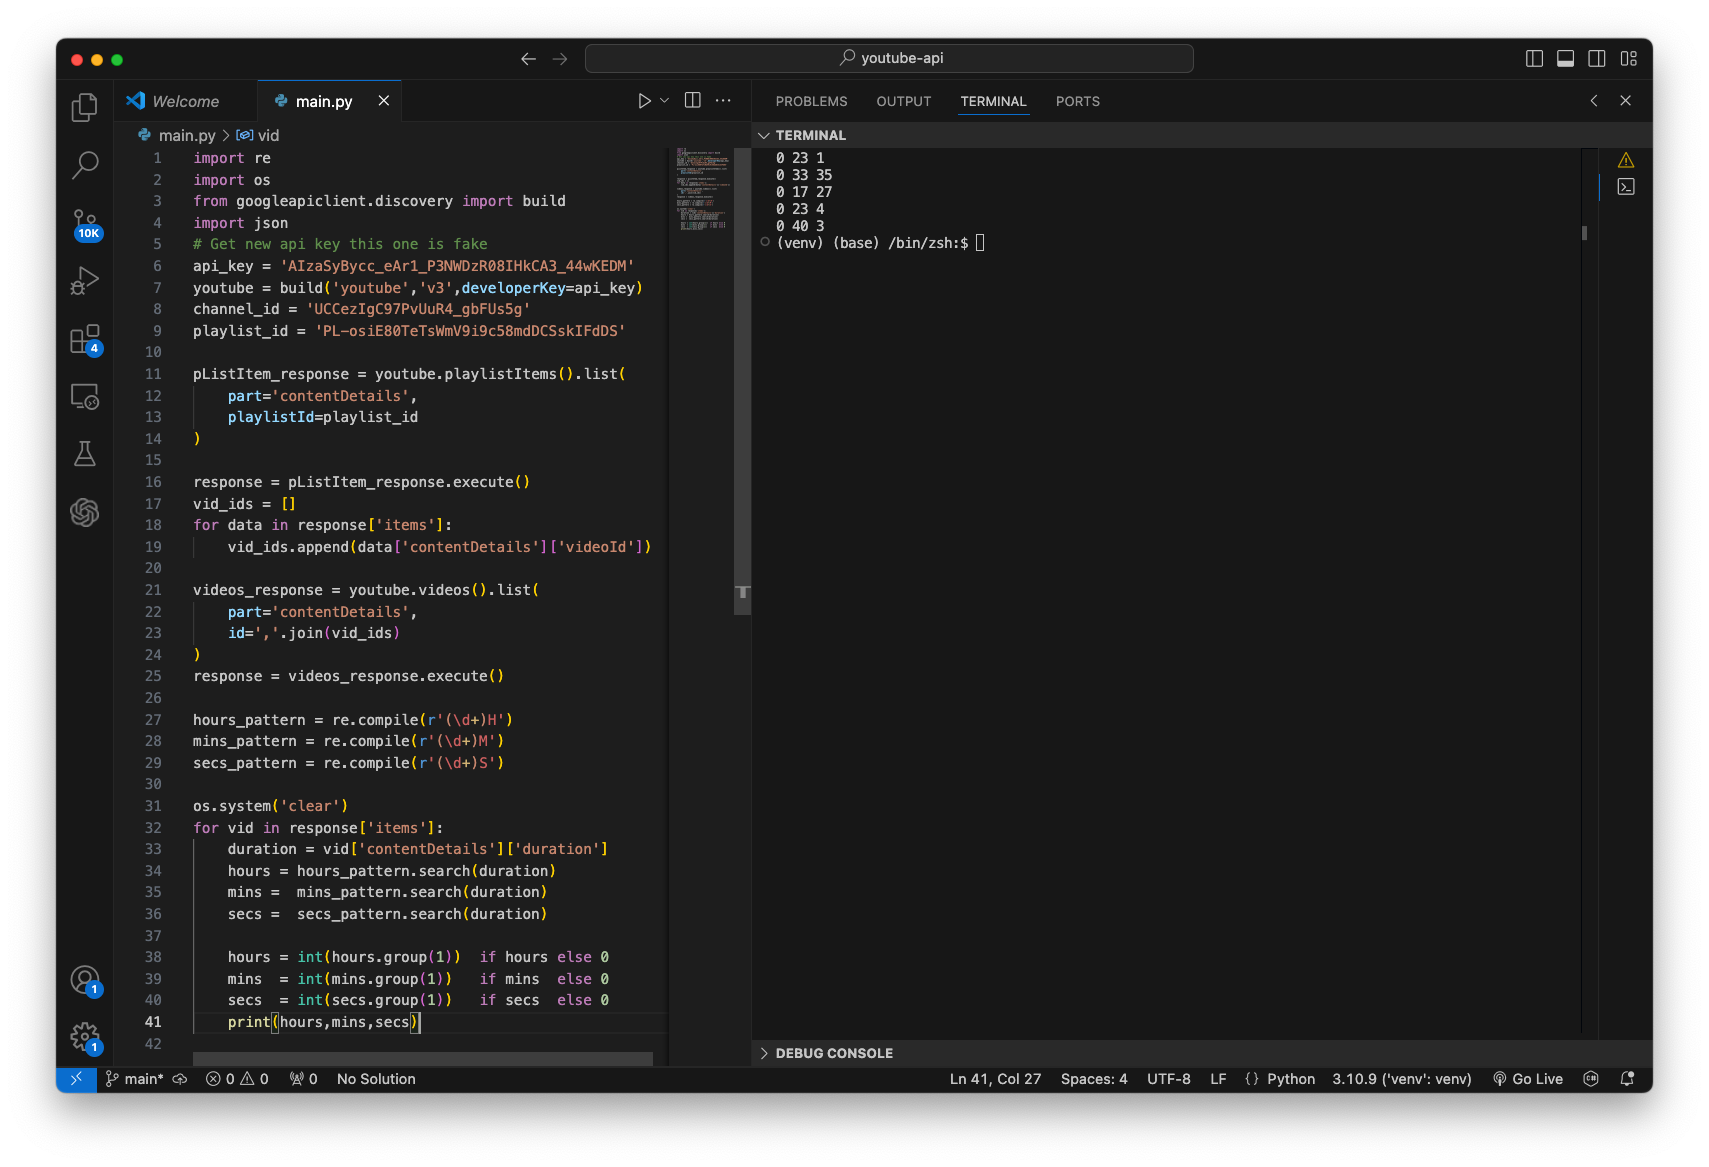 youtube-api
Welcome
main.py
PROBLEMS OUTPUT TERMINAL PORTS
main.py > vid
TERMINAL
1 import re
2 import os
3 from googleapiclient.discovery import build
4 import json
5 # Get new api key this one is fake
6 api_key = 'AIzaSyBycc_eAr1_P3NWDzR08IHkCA3_44wKEDM'
7 youtube = build('youtube','v3',developerKey=api_key)
8 channel_id = 'UCCezIgC97PvUuR4_gbFUs5g'
9 playlist_id = 'PL-osiE80TeTsWmV9i9c58mdDCSskIFdDS'
10
11 pListItem_response = youtube.playlistItems().list(
12     part='contentDetails',
13     playlistId=playlist_id
14 )
15
16 response = pListItem_response.execute()
17 vid_ids = []
18 for data in response['items']:
19     vid_ids.append(data['contentDetails']['videoId'])
20
21 videos_response = youtube.videos().list(
22     part='contentDetails',
23     id=','.join(vid_ids)
24 )
25 response = videos_response.execute()
26
27 hours_pattern = re.compile(r'(\d+)H')
28 mins_pattern = re.compile(r'(\d+)M')
29 secs_pattern = re.compile(r'(\d+)S')
30
31 os.system('clear')
32 for vid in response['items']:
33     duration = vid['contentDetails']['duration']
34     hours = hours_pattern.search(duration)
35     mins =  mins_pattern.search(duration)
36     secs =  secs_pattern.search(duration)
37
38     hours = int(hours.group(1))  if hours else 0
39     mins  = int(mins.group(1))   if mins  else 0
40     secs  = int(secs.group(1))   if secs  else 0
41     print(hours,mins,secs)
42
0 23 1
0 33 35
0 17 27
0 23 4
0 40 3
(venv) (base) /bin/zsh:$
DEBUG CONSOLE
10K
4
1
1
main* 0 0 0 No Solution
Ln 41, Col 27 Spaces: 4 UTF-8 LF {} Python 3.10.9 ('venv': venv) Go Live